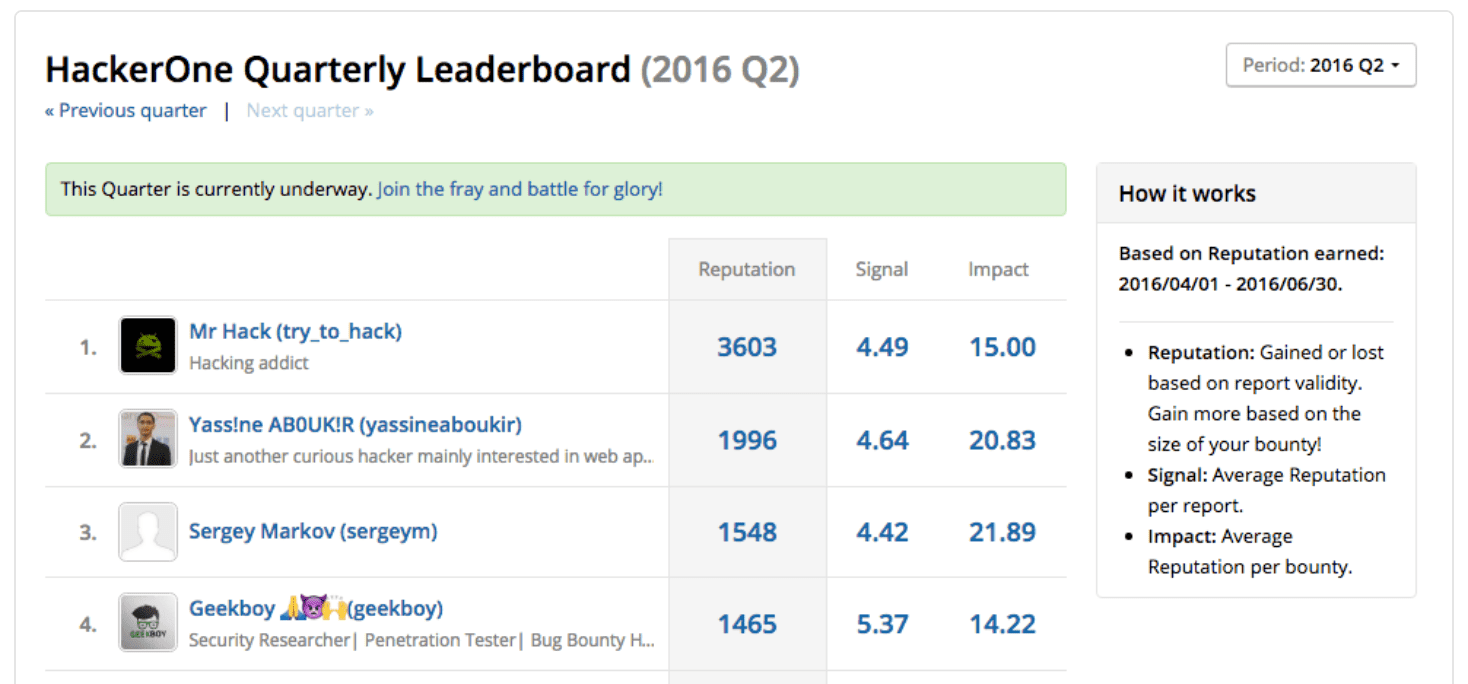 HackerOne Quarterly Leaderboard (2016 Q2)
Period: 2016 Q2
« Previous quarter | Next quarter »
This Quarter is currently underway. Join the fray and battle for glory!
Reputation Signal Impact
1. Mr Hack (try_to_hack)
Hacking addict
3603 4.49 15.00
2. Yass!ne AB0UK!R (yassineaboukir)
Just another curious hacker mainly interested in web ap...
1996 4.64 20.83
3. Sergey Markov (sergeym)
1548 4.42 21.89
GEEKBOY
4. Geekboy 🙏😈🙌(geekboy)
Security Researcher| Penetration Tester| Bug Bounty H...
1465 5.37 14.22
How it works
Based on Reputation earned:
2016/04/01 - 2016/06/30.
• Reputation: Gained or lost
based on report validity.
Gain more based on the
size of your bounty!
• Signal: Average Reputation
per report.
• Impact: Average
Reputation per bounty.